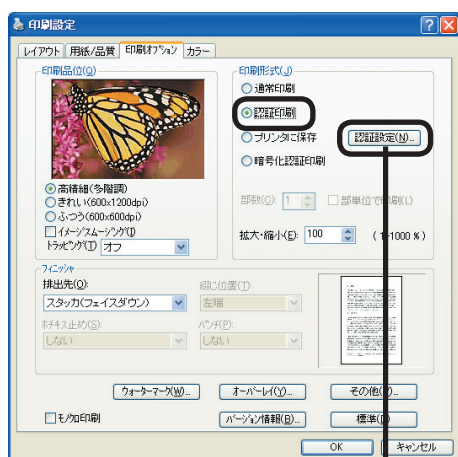 印刷設定
レイアウト 用紙/品質 印刷オプション カラー
印刷品位(Q)
高精細(多階調)
きれい(600x1200dpi)
ふつう(600x600dpi)
イメージスムージング(I)
トラッピング(T) オフ
印刷形式(J)
通常印刷
認証印刷
プリンタに保存 認証設定(N)...
暗号化認証印刷
部数(C): 1 部単位で印刷(L)
拡大・縮小(E): 100 (1-1000 %)
フィニッシャ
排出先(O):
スタッカ(フェイスダウン)
綴じ位置(T):
左端
ホチキス止め(S):
しない
パンチ(P):
しない
ウォーターマーク(W)... オーバーレイ(Y)... その他
モノクロ印刷 バージョン情報(B)... 標準
OK キャンセル